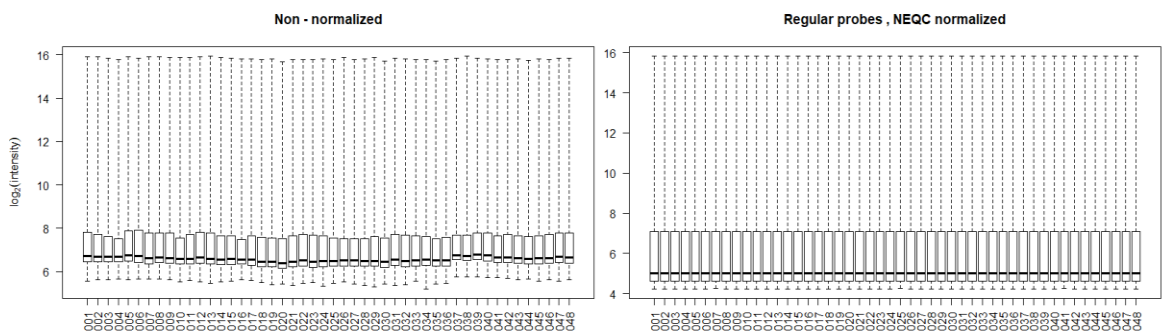 Non - normalized
Regular probes , NEQC normalized
log2(intensity)
16
14
12
10
8
6
001 002 003 004 005 006 007 008 009 010 011 012 013 014 015 016 017 018 019 020 021 022 023 024 025 026 027 028 029 030 031 032 033 034 035 036 037 038 039 040 041 042 043 044 045 046 047 048
16
14
12
10
8
6
4
001 002 003 004 005 006 007 008 009 010 011 012 013 014 015 016 017 018 019 020 021 022 023 024 025 026 027 028 029 030 031 032 033 034 035 036 037 038 039 040 041 042 043 044 045 046 047 048